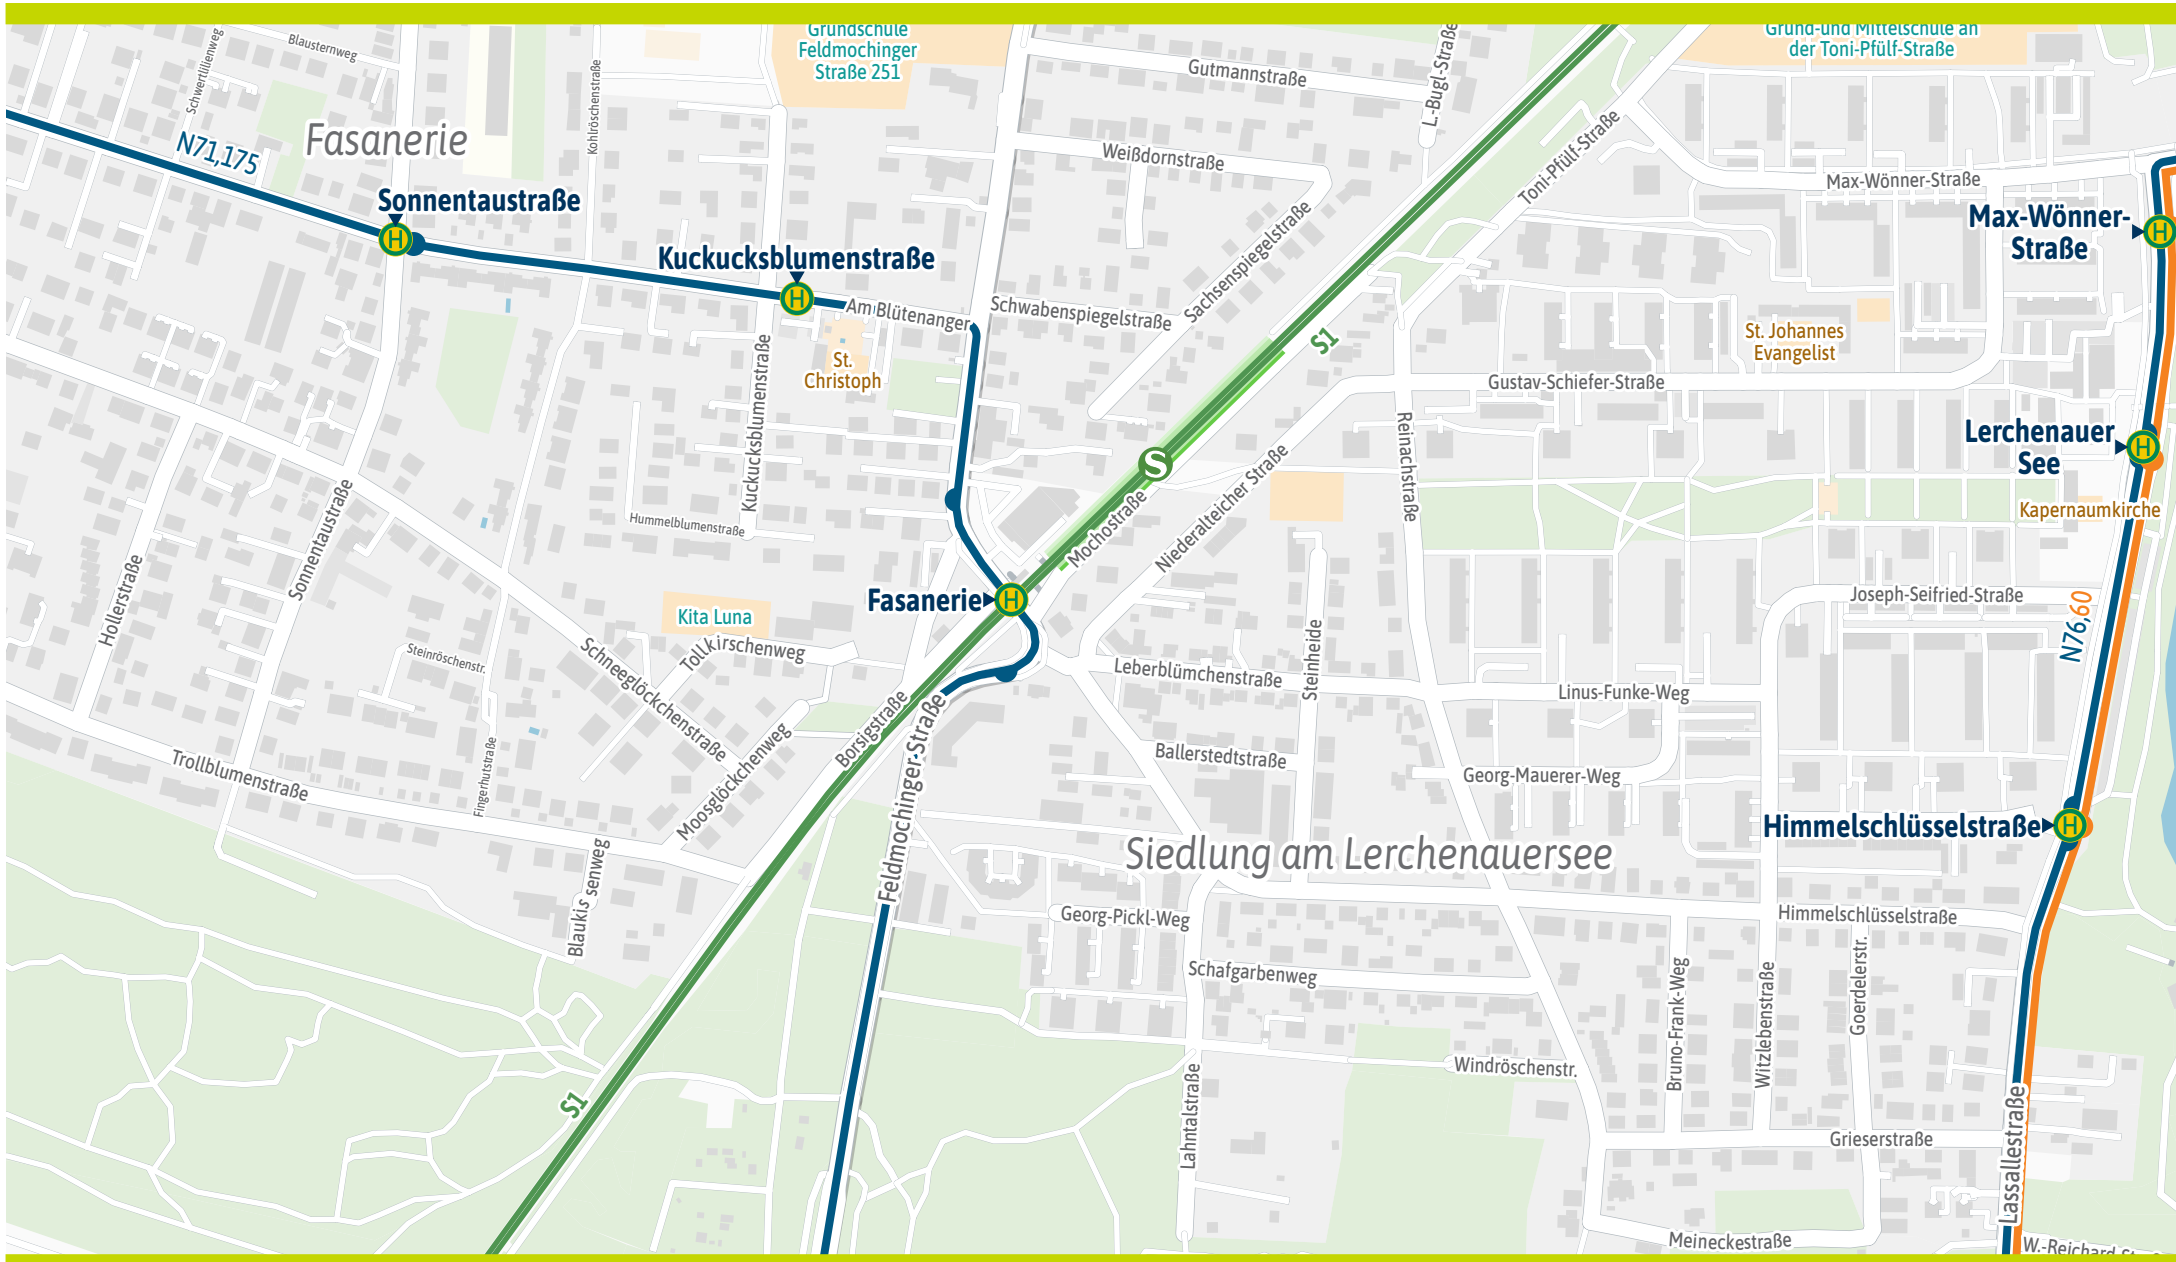 Grundschule
Feldmochinger
Straße 251
Grund-und Mittelschule an
der Toni-Pfülf-Straße
Blausternweg
Schwertlilienweg
Kohlröschenstraße
Gutmannstraße
L.-Bugl-Straße
Toni-Pfülf-Straße
Weißdornstraße
Max-Wönner-Straße
Fasanerie
N71,175
Sonnentaustraße
H
Kuckucksblumenstraße
H
Am Blütenanger
Schwabenspiegelstraße
Sachsenspiegelstraße
S1
Max-Wönner-
Straße
H
St. Johannes
Evangelist
St.
Christoph
Gustav-Schiefer-Straße
Kuckucksblumenstraße
Reinachstraße
Lerchenauer
See
H
S
Niederalteicher Straße
Mochostraße
Kapernaumkirche
Hummelblumenstraße
Sonnentaustraße
Hollerstraße
Fasanerie
H
Kita Luna
Tollkirschenweg
Joseph-Seifried-Straße
N76,60
Steinröschenstr.
Schneeglöckchenstraße
Leberblümchenstraße
Steinheide
Linus-Funke-Weg
Borsigstraße
Moosglöckchenweg
Fingerhutstraße
Trollblumenstraße
Ballerstedtstraße
Georg-Mauerer-Weg
Feldmochinger Straße
Himmelschlüsselstraße
H
Siedlung am Lerchenauersee
Blaukissenweg
Georg-Pickl-Weg
Himmelschlüsselstraße
Schafgarbenweg
Bruno-Frank-Weg
Witzlebenstraße
Goerdelerstr.
Windröschenstr.
S1
Lahntalstraße
Grieserstraße
Lassallestraße
Meineckestraße